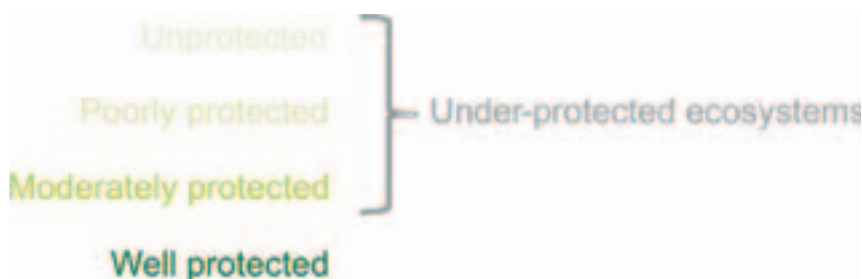 Unprotected
Poorly protected
Under-protected ecosystems
Moderately protected
Well protected